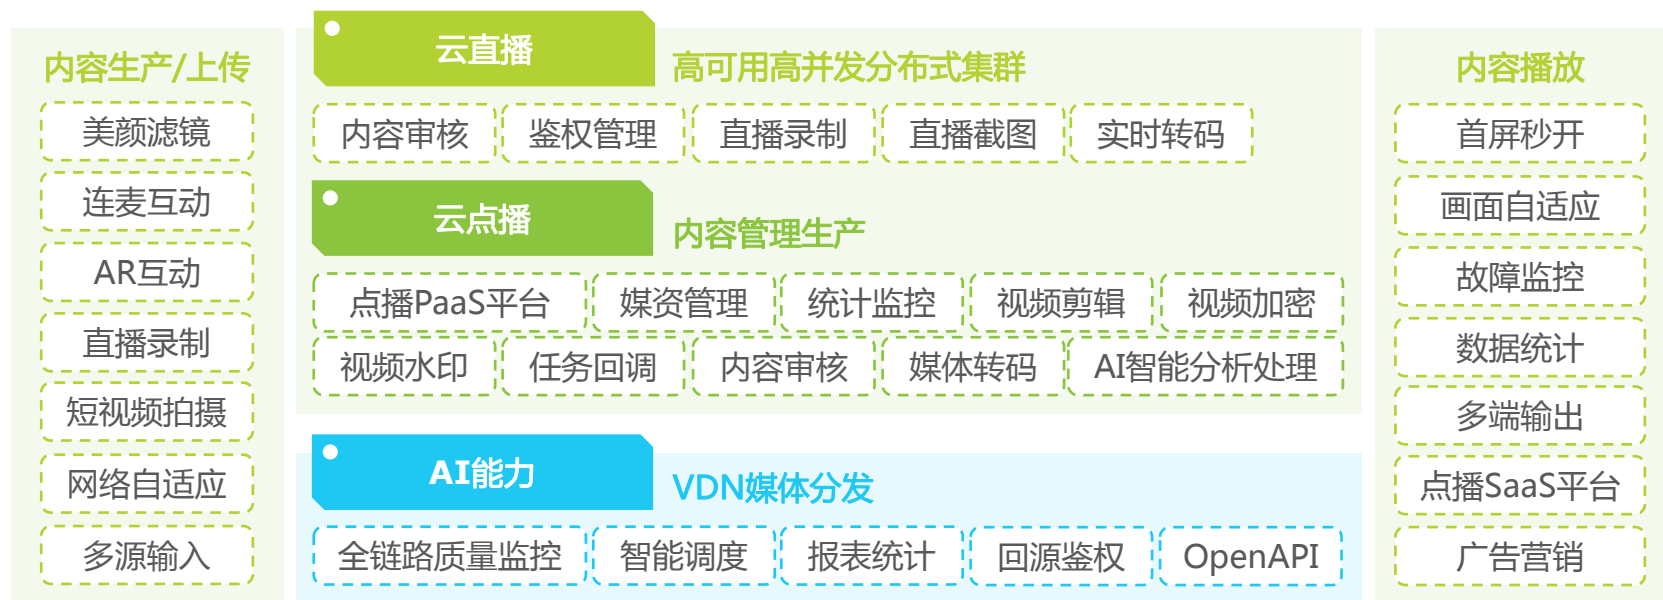 内容生产/上传
美颜滤镜
连麦互动
AR互动
直播录制
短视频拍摄
网络自适应
多源输入
云直播
高可用高并发分布式集群
内容审核
鉴权管理
直播录制
直播截图
实时转码
云点播
内容管理生产
点播PaaS平台
媒资管理
统计监控
视频剪辑
视频加密
视频水印
任务回调
内容审核
媒体转码
AI智能分析处理
AI能力
VDN媒体分发
全链路质量监控
智能调度
报表统计
回源鉴权
OpenAPI
内容播放
首屏秒开
画面自适应
故障监控
数据统计
多端输出
点播SaaS平台
广告营销